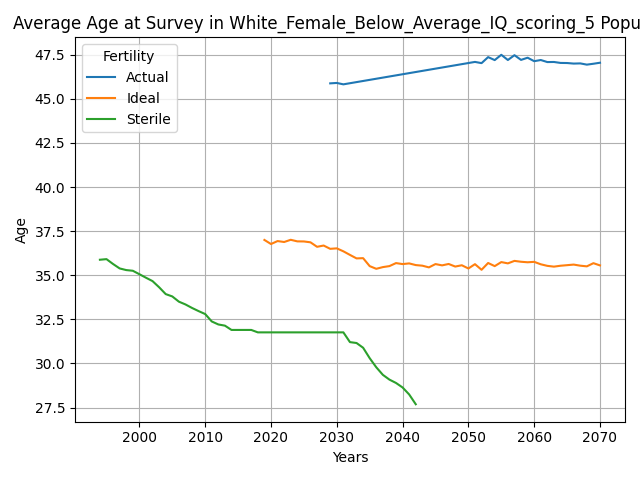 Average Age at Survey in White_Female_Below_Average_IQ_scoring_5 Popu
47.5
45.0
42.5
40.0
37.5
35.0
32.5
30.0
27.5
Age
Fertility
Actual
Ideal
Sterile
2000 2010 2020 2030 2040 2050 2060 2070
Years